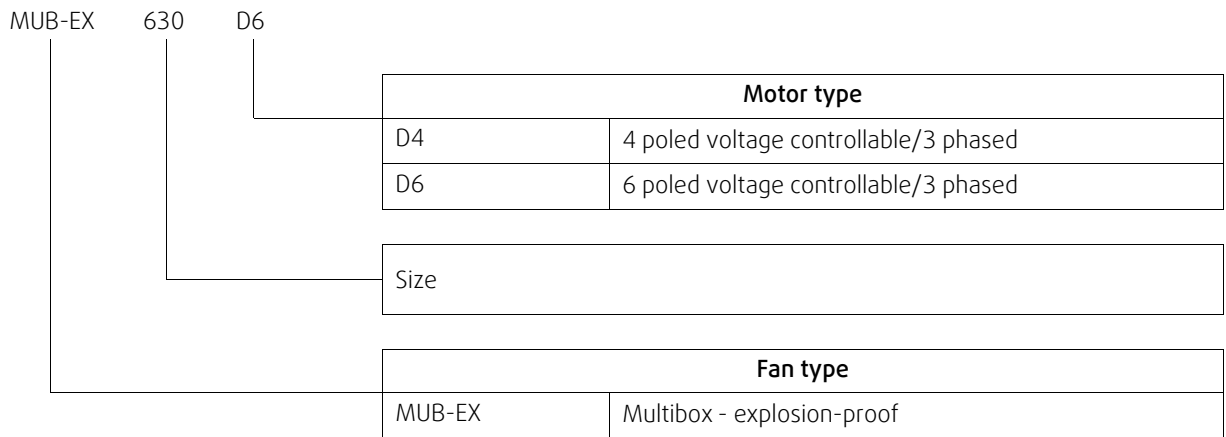 MUB-EX 630 D6
Motor type
D4 4 poled voltage controllable/3 phased
D6 6 poled voltage controllable/3 phased
Size
Fan type
MUB-EX Multibox - explosion-proof